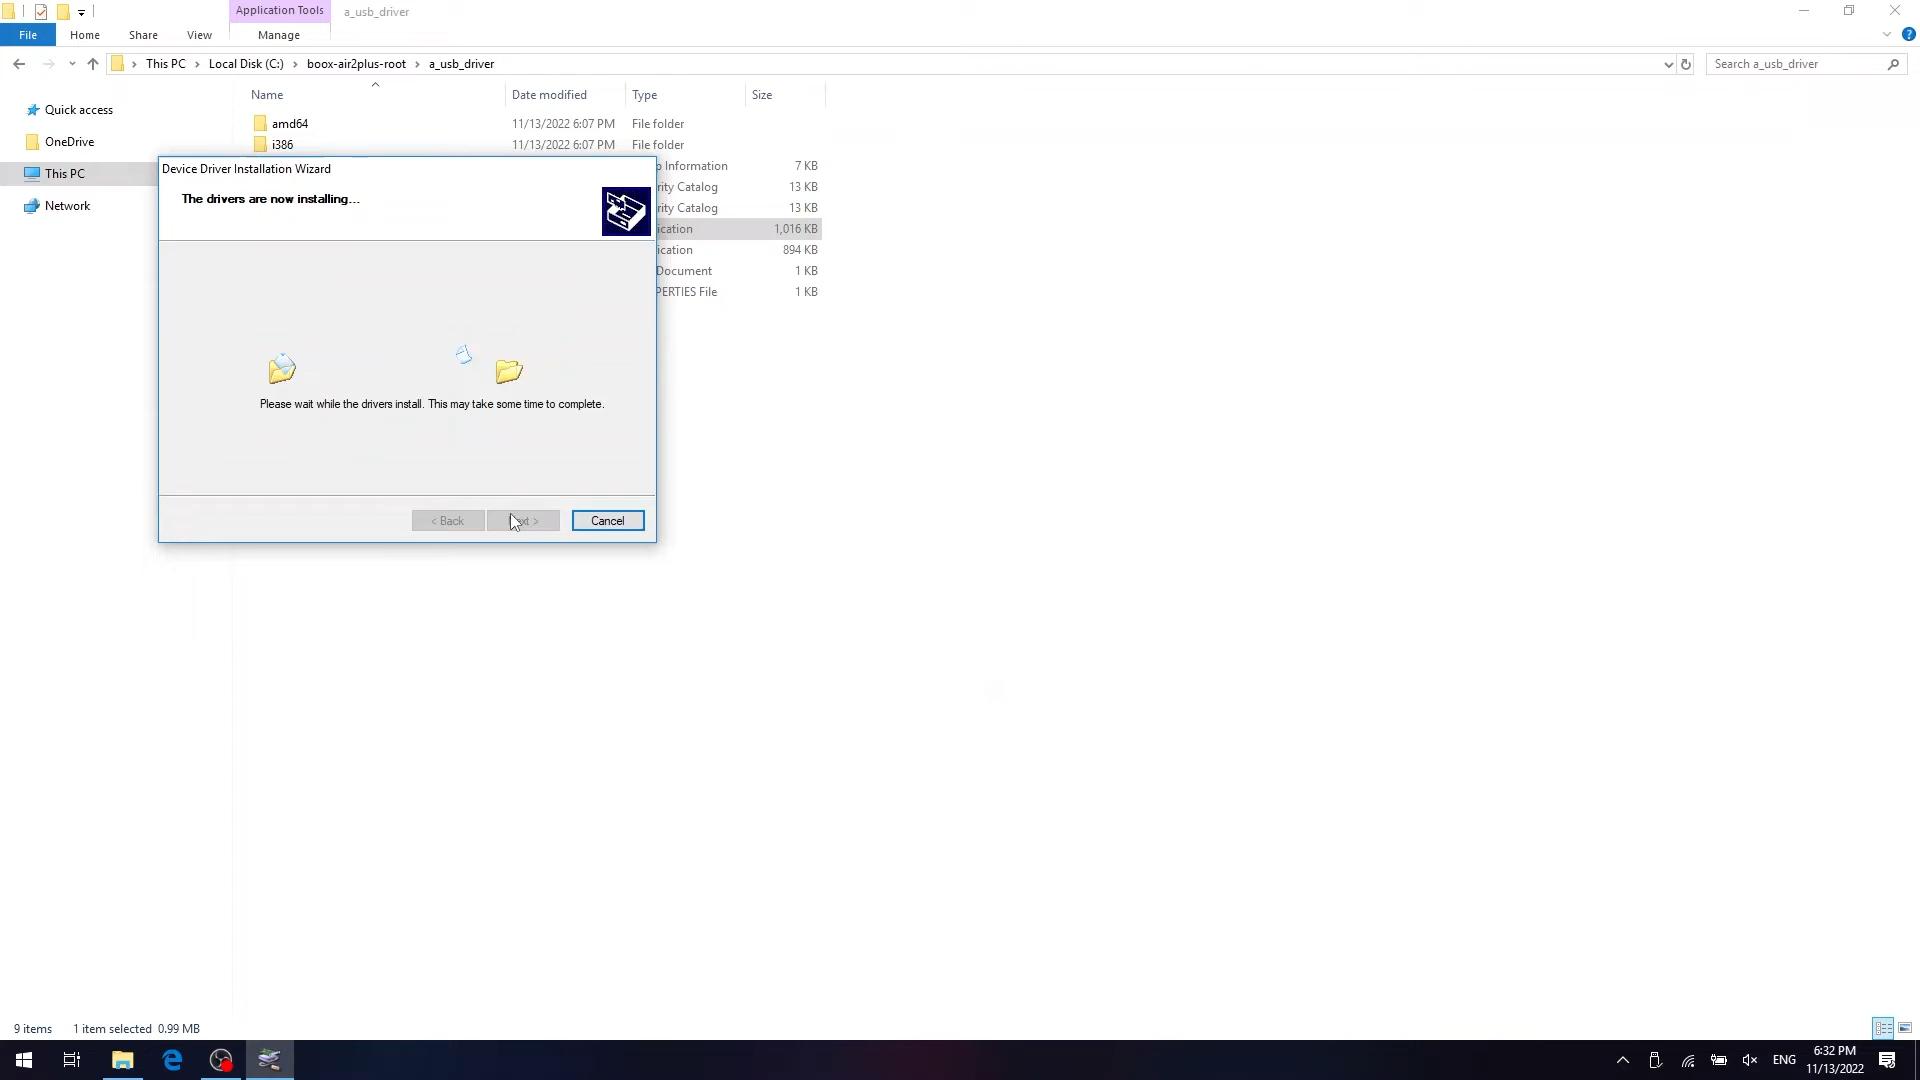 Application Tools
a_usb_driver
File
Home
Share
View
Manage
This PC
Local Disk (C:)
boox-air2plus-root
a_usb_driver
Search a_usb_driver
Name
Date modified
Type
Size
Quick access
OneDrive
This PC
Network
amd64
11/13/2022 6:07 PM
File folder
i386
11/13/2022 6:07 PM
File folder
Information
7 KB
rity Catalog
13 KB
rity Catalog
13 KB
ication
1,016 KB
ication
894 KB
Document
1 KB
PERTIES File
1 KB
Device Driver Installation Wizard
The drivers are now installing...
Please wait while the drivers install. This may take some time to complete.
< Back
Cancel
9 items
1 item selected 0.99 MB
ENG
6:32 PM
11/13/2022